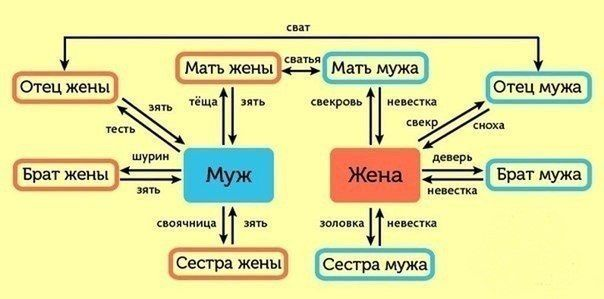 сват
Мать жены
сватья
Мать мужа
Отец жены
Отец мужа
зять
тёща
зять
свекровь
невестка
тесть
свекр
сноха
шурин
деверь
Брат жены
Муж
Жена
Брат мужа
зять
невестка
своячница
зять
золовка
невестка
Сестра жены
Сестра мужа